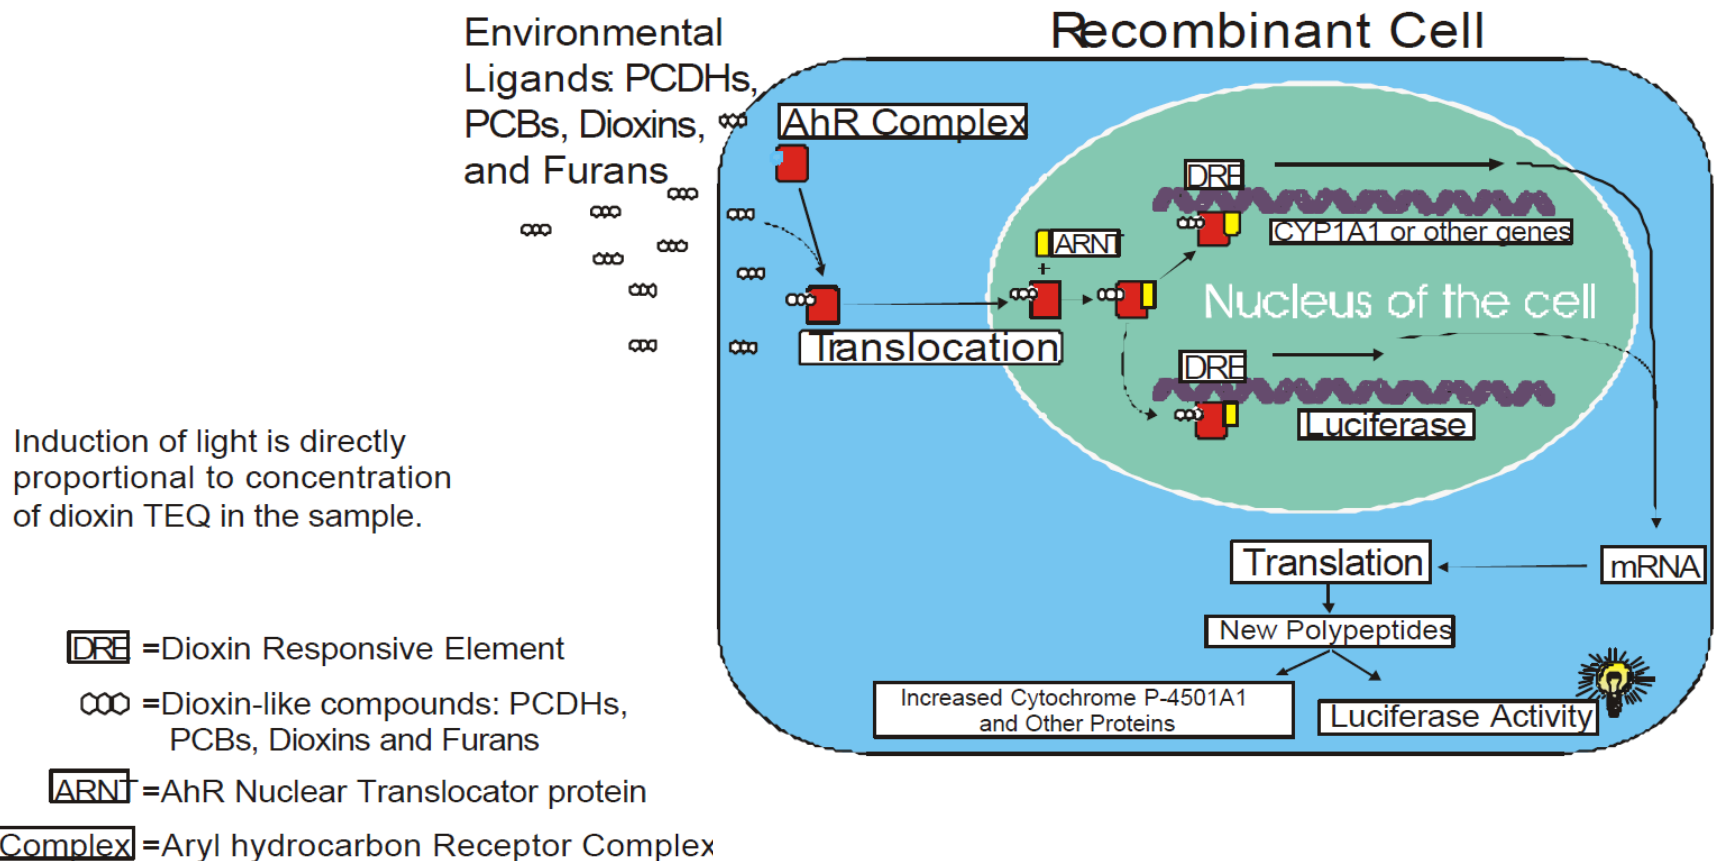 Recombinant Cell
Environmental
Ligands: PCDHs,
PCBs, Dioxins,
and Furans
AhR Complex
DRE
CYP1A1 or other genes
ARNT
+
Nucleus of the cell
Translocation
DRE
Luciferase
Induction of light is directly
proportional to concentration
of dioxin TEQ in the sample.
Translation
mRNA
New Polypeptides
Increased Cytochrome P-4501A1
and Other Proteins
Luciferase Activity
DRE =Dioxin Responsive Element
=Dioxin-like compounds: PCDHs,
PCBs, Dioxins and Furans
ARNT =AhR Nuclear Translocator protein
Complex =Aryl hydrocarbon Receptor Complex